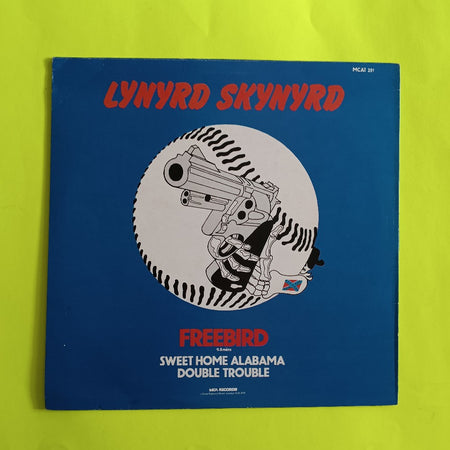 MCAT 251
LYNYRD SKYNYRD
FREEBIRD
SWEET HOME ALABAMA
DOUBLE TROUBLE
MCA RECORDS